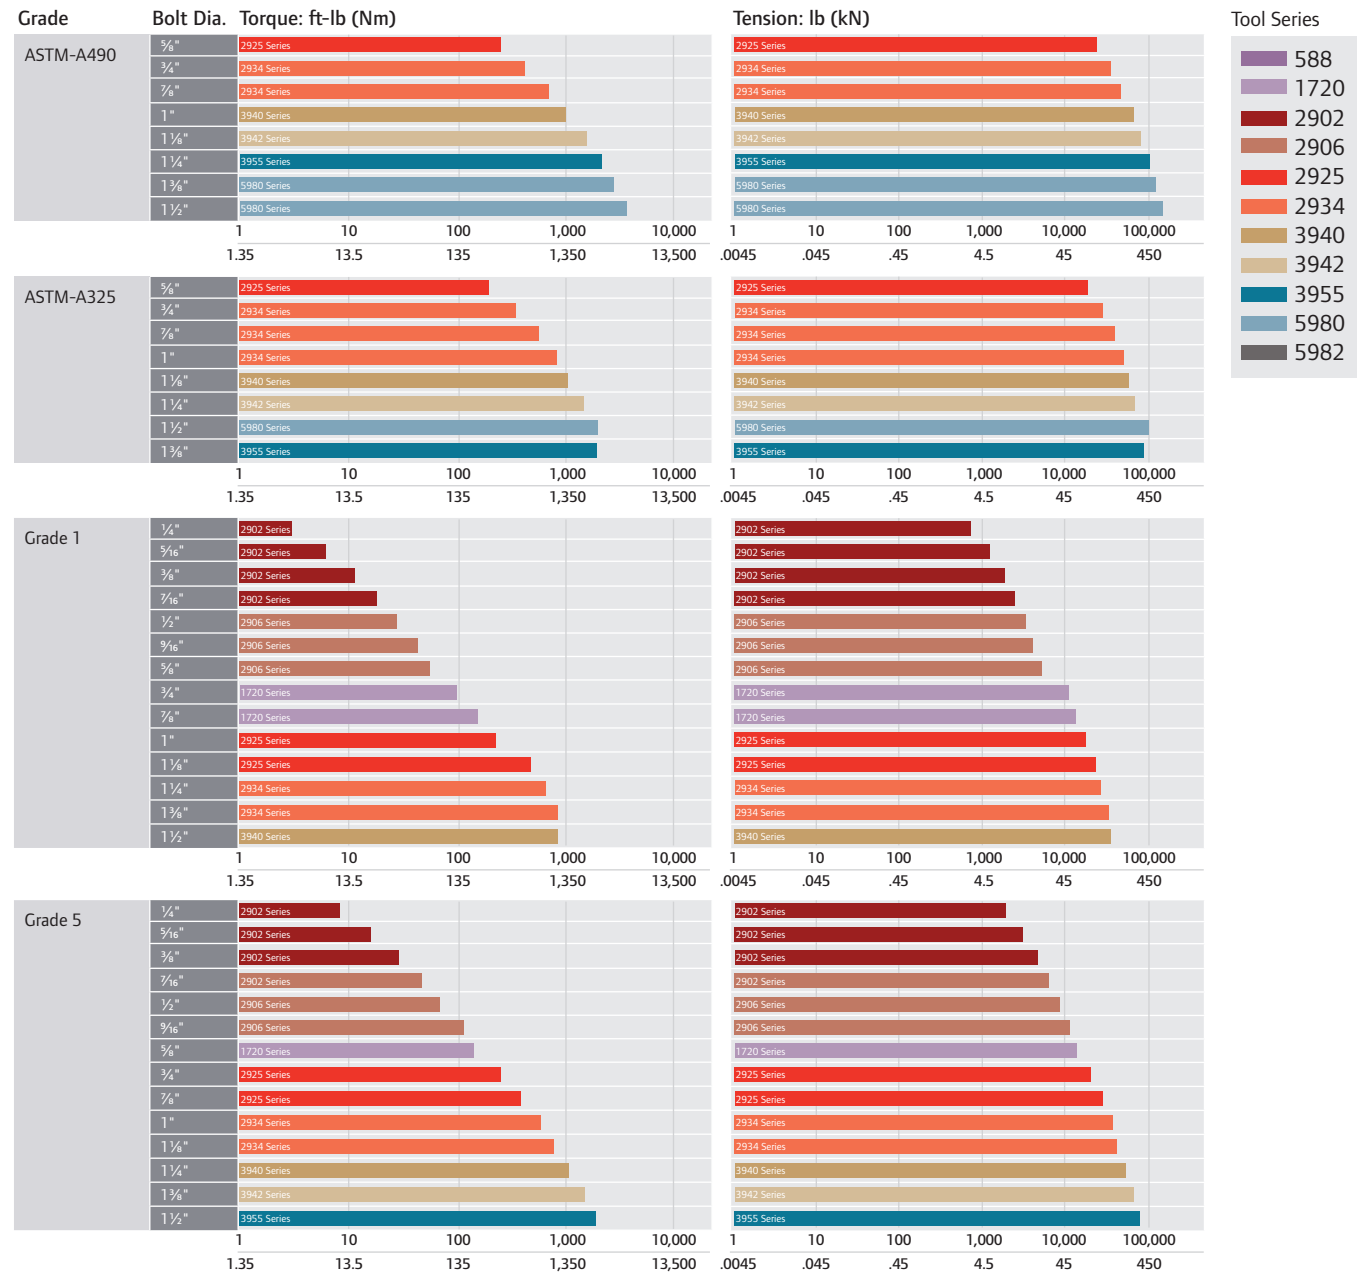 Grade Bolt Dia. Torque: ft-lb (Nm) Tension: lb (kN) Tool Series
ASTM-A490
⅝" 2925 Series 2925 Series
¾" 2934 Series 2934 Series
⅞" 2934 Series 2934 Series
1" 3940 Series 3940 Series
1⅛" 3942 Series 3942 Series
1¼" 3955 Series 3955 Series
1⅜" 5980 Series 5980 Series
1½" 5980 Series 5980 Series
1 10 100 1,000 10,000 1 10 100 1,000 10,000 100,000
1.35 13.5 135 1,350 13,500 .0045 .045 .45 4.5 45 450
588
1720
2902
2906
2925
2934
3940
3942
3955
5980
5982
ASTM-A325
⅝" 2925 Series 2925 Series
¾" 2934 Series 2934 Series
⅞" 2934 Series 2934 Series
1" 2934 Series 2934 Series
1⅛" 3940 Series 3940 Series
1¼" 3942 Series 3942 Series
1½" 5980 Series 5980 Series
1⅜" 3955 Series 3955 Series
1 10 100 1,000 10,000 1 10 100 1,000 10,000 100,000
1.35 13.5 135 1,350 13,500 .0045 .045 .45 4.5 45 450
Grade 1
¼" 2902 Series 2902 Series
5⁄16" 2902 Series 2902 Series
⅜" 2902 Series 2902 Series
7⁄16" 2902 Series 2902 Series
½" 2906 Series 2906 Series
9⁄16" 2906 Series 2906 Series
⅝" 2906 Series 2906 Series
¾" 1720 Series 1720 Series
⅞" 1720 Series 1720 Series
1" 2925 Series 2925 Series
1⅛" 2925 Series 2925 Series
1¼" 2934 Series 2934 Series
1⅜" 2934 Series 2934 Series
1½" 3940 Series 3940 Series
1 10 100 1,000 10,000 1 10 100 1,000 10,000 100,000
1.35 13.5 135 1,350 13,500 .0045 .045 .45 4.5 45 450
Grade 5
¼" 2902 Series 2902 Series
5⁄16" 2902 Series 2902 Series
⅜" 2902 Series 2902 Series
7⁄16" 2902 Series 2902 Series
½" 2906 Series 2906 Series
9⁄16" 2906 Series 2906 Series
⅝" 1720 Series 1720 Series
¾" 2925 Series 2925 Series
⅞" 2925 Series 2925 Series
1" 2934 Series 2934 Series
1⅛" 2934 Series 2934 Series
1¼" 3940 Series 3940 Series
1⅜" 3942 Series 3942 Series
1½" 3955 Series 3955 Series
1 10 100 1,000 10,000 1 10 100 1,000 10,000 100,000
1.35 13.5 135 1,350 13,500 .0045 .045 .45 4.5 45 450